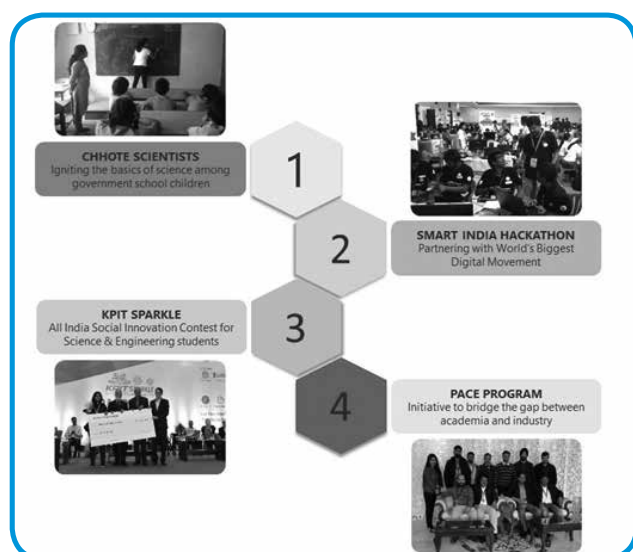 CHHOTE SCIENTISTS
Igniting the basics of science among
government school children
1
2
SMART INDIA HACKATHON
Partnering with World's Biggest
Digital Movement
KPIT SPARKLE
All India Social Innovation Contest for
Science & Engineering students
3
4
PACE PROGRAM
Initiative to bridge the gap between
academia and industry